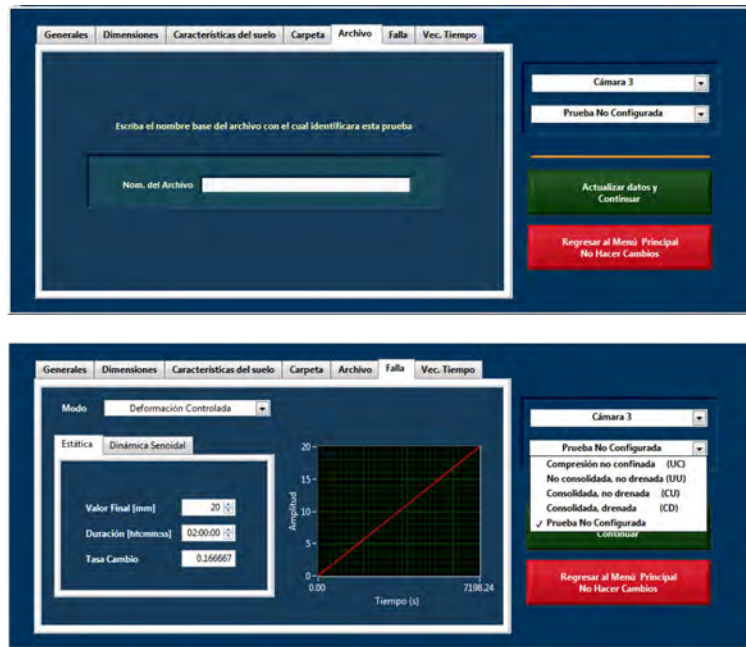 Generales Dimensiones Características del suelo Carpeta Archivo Falla Vec. Tiempo
Cámara 3
Prueba No Configurada
Escriba el nombre base del archivo con el cual identificara esta prueba
Nom. del Archivo
Actualizar datos y
Continuar
Regresar al Menú Principal
No Hacer Cambios
Generales Dimensiones Características del suelo Carpeta Archivo Falla Vec. Tiempo
Modo Deformación Controlada
Estática Dinámica Senoidal
Valor Final [mm] 20
Duración [hh:mm:ss] 02:00:00
Tasa Cambio 0.166667
Amplitud
20
15
10
5
0
0.00 7198.24
Tiempo (s)
Cámara 3
Prueba No Configurada
Compresión no confinada (UC)
No consolidada, no drenada (UU)
Consolidada, no drenada (CU)
Consolidada, drenada (CD)
✓ Prueba No Configurada
Continuar
Regresar al Menú Principal
No Hacer Cambios